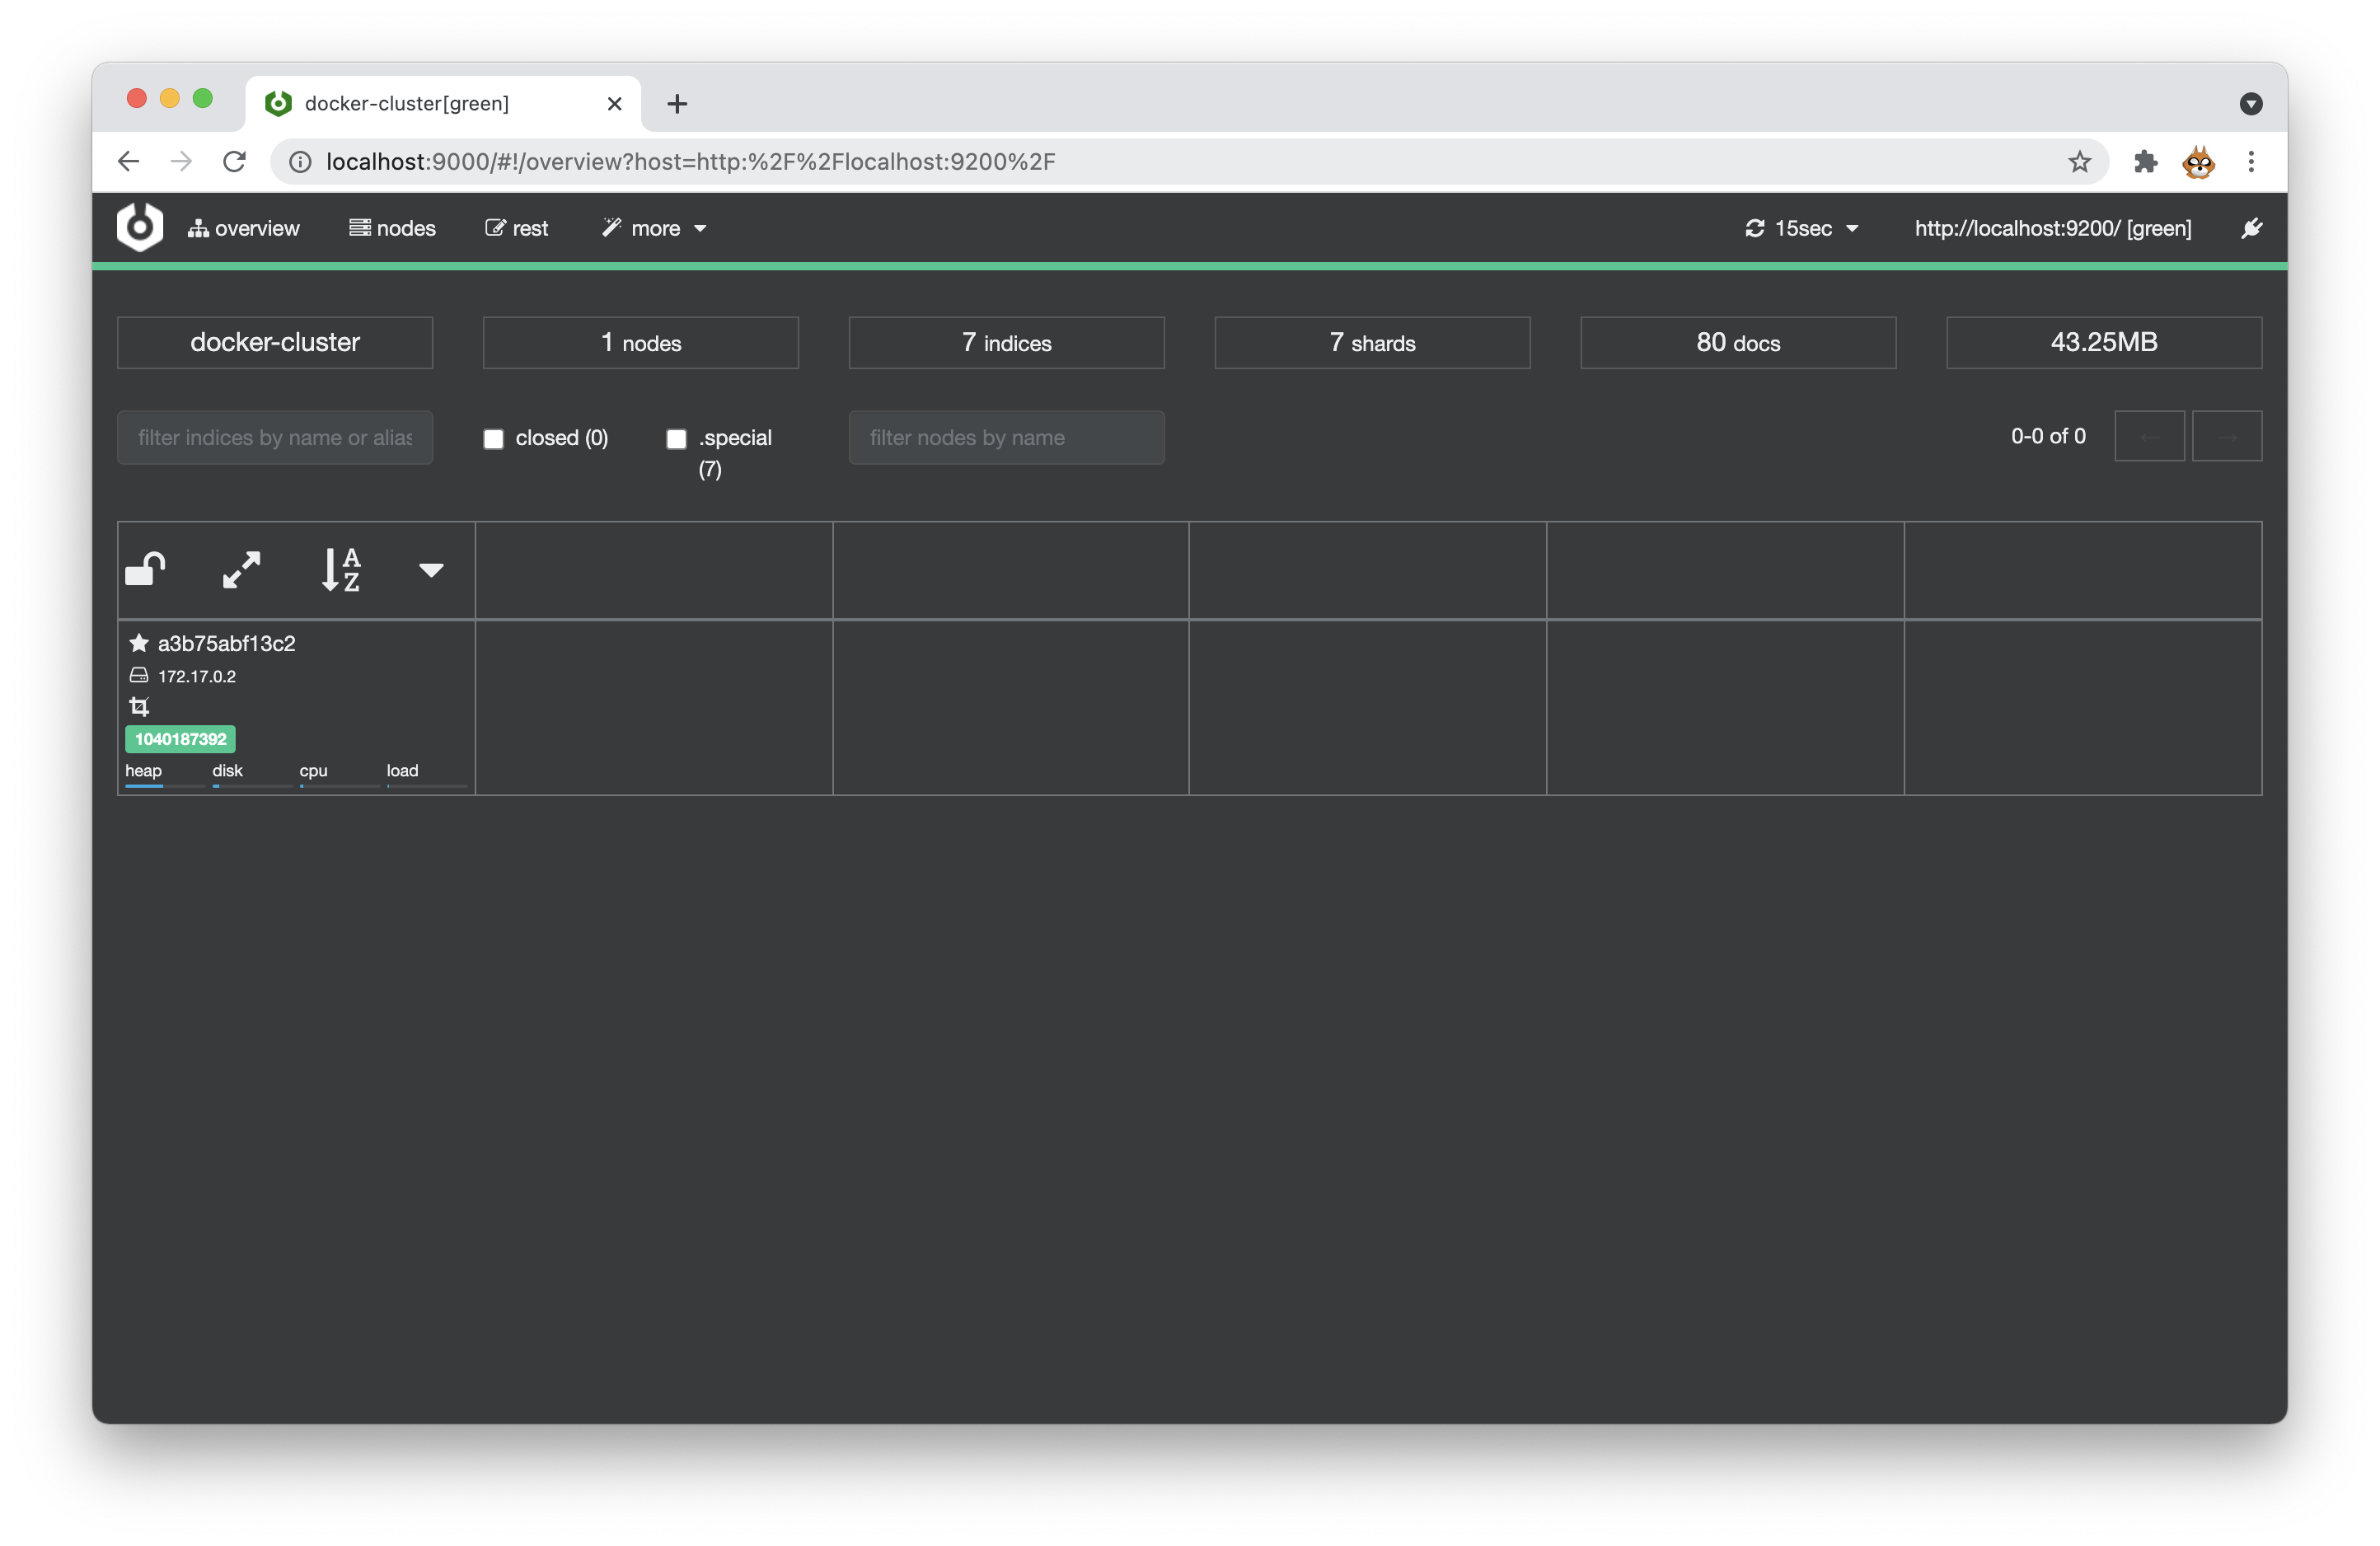 docker-cluster[green]
localhost:9000/#!/overview?host=http:%2F%2Flocalhost:9200%2F
overview nodes rest more 15sec http://localhost:9200/ [green]
docker-cluster 1 nodes 7 indices 7 shards 80 docs 43.25MB
filter indices by name or alias closed (0) .special (7) filter nodes by name 0-0 of 0 ← →
A
Z
a3b75abf13c2
172.17.0.2
1040187392
heap disk cpu load